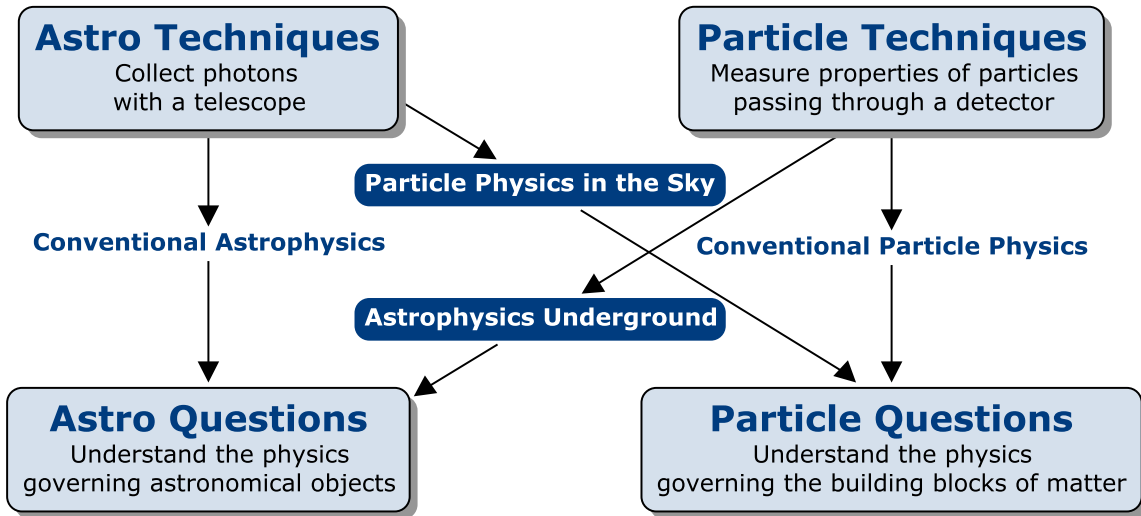 Astro Techniques
Collect photons
with a telescope
Particle Techniques
Measure properties of particles
passing through a detector
Particle Physics in the Sky
Conventional Astrophysics
Conventional Particle Physics
Astrophysics Underground
Astro Questions
Understand the physics
governing astronomical objects
Particle Questions
Understand the physics
governing the building blocks of matter